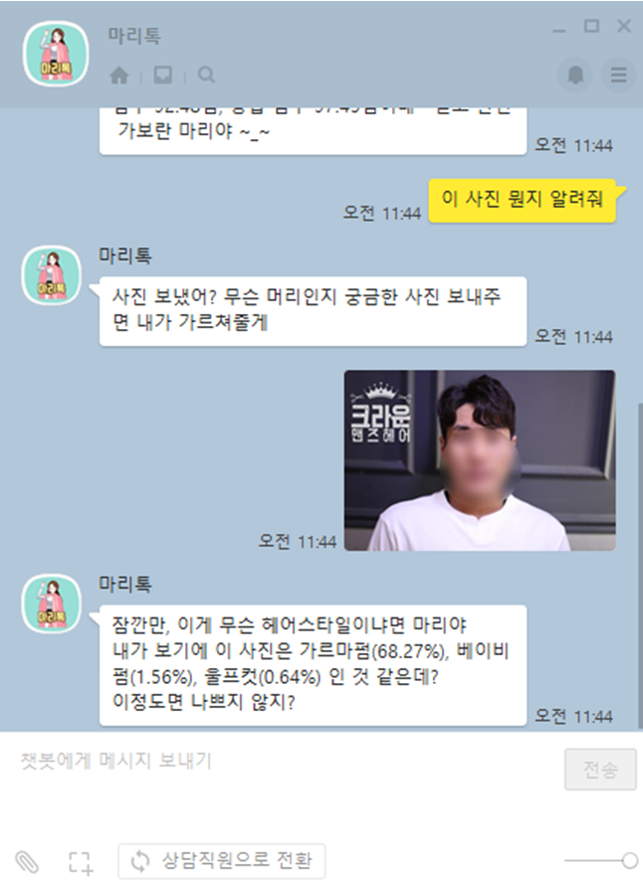 마리톡
마리톡
가보란 마리야 ~_~
오전 11:44
이 사진 뭔지 알려줘
오전 11:44
마리톡
마리톡
사진 보냈어? 무슨 머리인지 궁금한 사진 보내주
면 내가 가르쳐줄게
오전 11:44
크라운
맨즈헤어
오전 11:44
마리톡
마리톡
잠깐만, 이게 무슨 헤어스타일이냐면 마리야
내가 보기에 이 사진은 가르마펌(68.27%), 베이비
펌(1.56%), 울프컷(0.64%) 인 것 같은데?
이정도면 나쁘지 않지?
오전 11:44
챗봇에게 메시지 보내기
전송
상담직원으로 전환